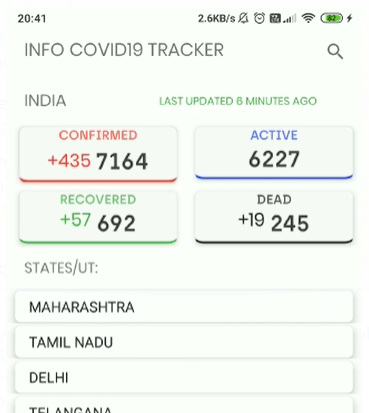 20:41 2.6KB/s 82
INFO COVID19 TRACKER
INDIA LAST UPDATED 6 MINUTES AGO
CONFIRMED ACTIVE
+435 7164 6227
RECOVERED DEAD
+57 692 +19 245
STATES/UT:
MAHARASHTRA
TAMIL NADU
DELHI
TELANGANA